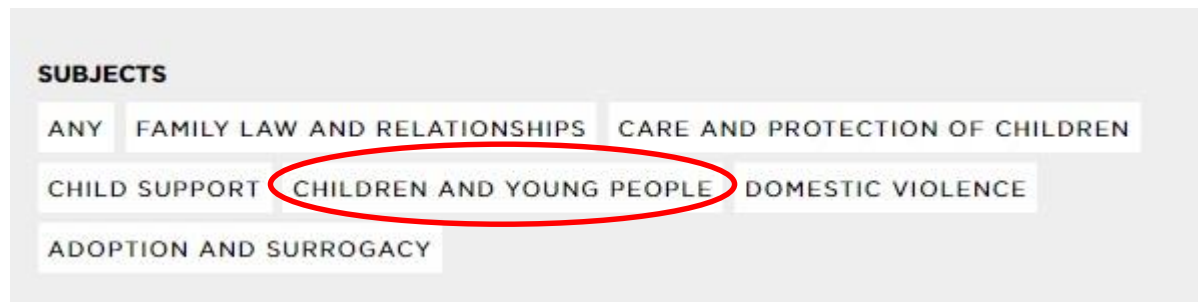 SUBJECTS
ANY FAMILY LAW AND RELATIONSHIPS CARE AND PROTECTION OF CHILDREN
CHILD SUPPORT CHILDREN AND YOUNG PEOPLE DOMESTIC VIOLENCE
ADOPTION AND SURROGACY